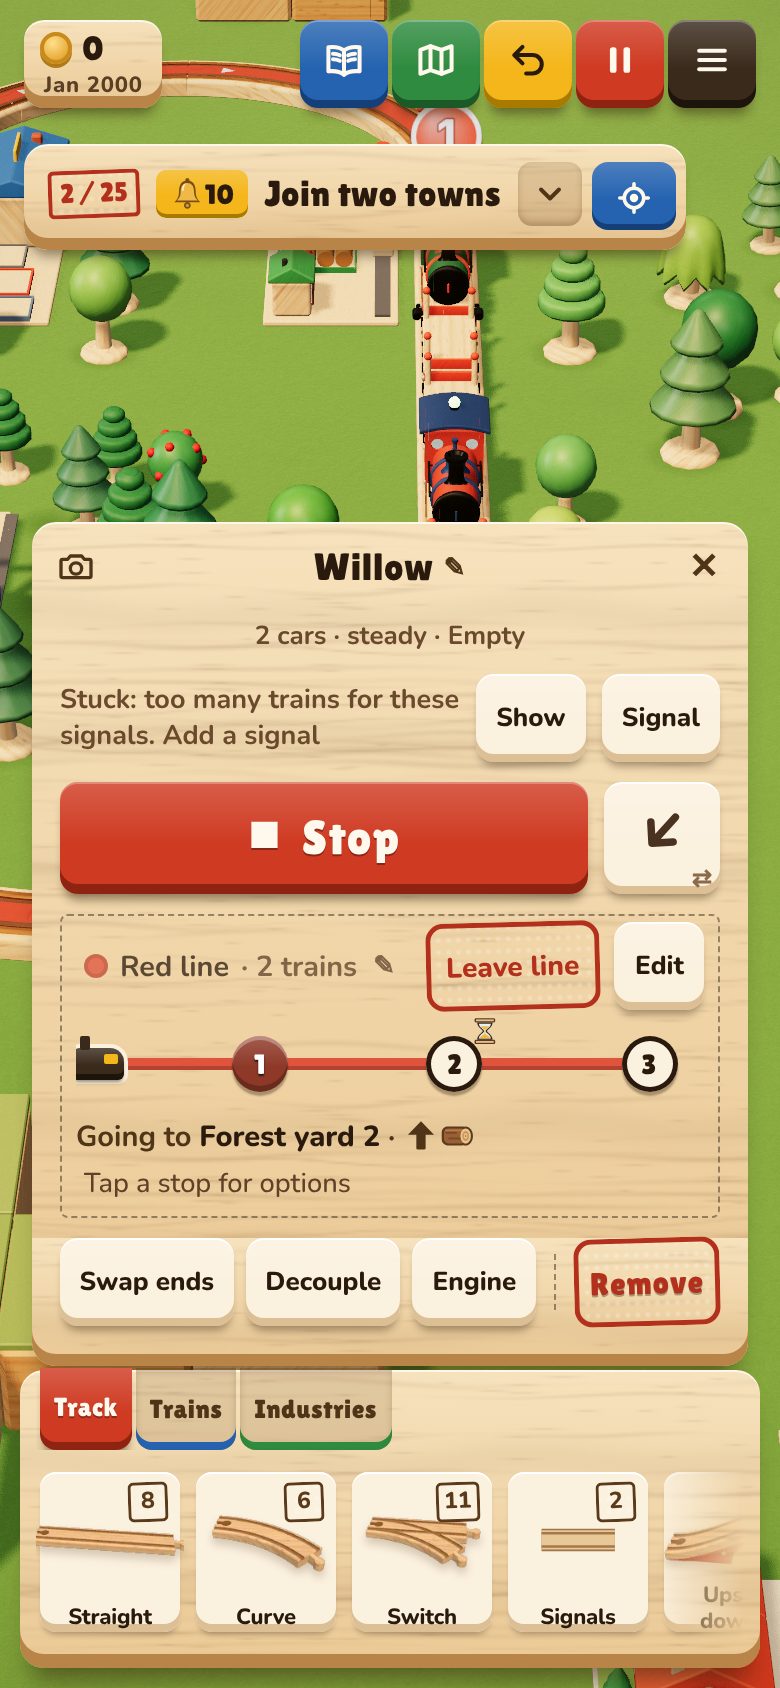 0
Jan 2000
1
2 / 25
10
Join two towns
Willow
2 cars · steady · Empty
Stuck: too many trains for these
signals. Add a signal
Show
Signal
Stop
Red line · 2 trains
Leave line
Edit
1
2
3
Going to Forest yard 2 ·
Tap a stop for options
Swap ends
Decouple
Engine
Remove
Track
Trains
Industries
8
6
11
2
Straight
Curve
Switch
Signals